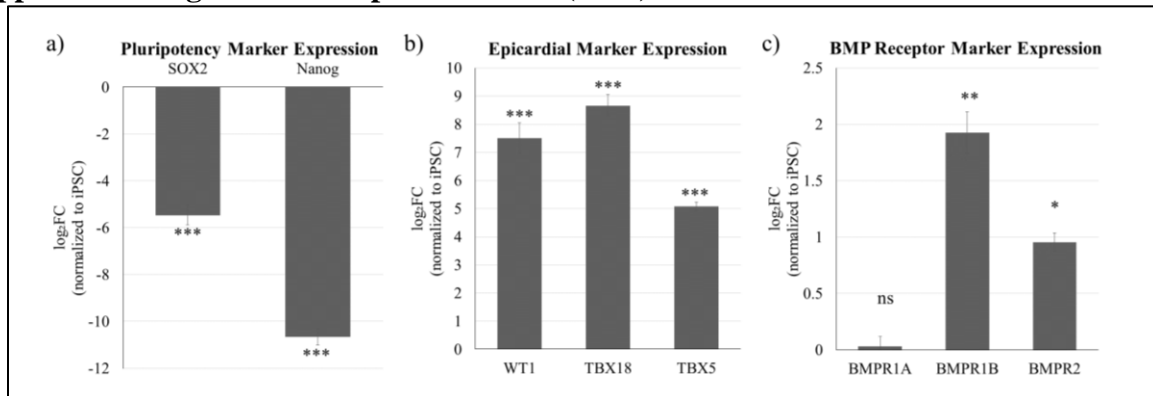 a)
Pluripotency Marker Expression
SOX2 Nanog
0
-2
-4
-6
-8
-10
-12
log₂FC
(normalized to iPSC)
***
***
b)
Epicardial Marker Expression
10
9
8
7
6
5
4
3
2
1
0
log₂FC
(normalized to iPSC)
***
***
***
WT1 TBX18 TBX5
c)
BMP Receptor Marker Expression
2.5
2
1.5
1
0.5
0
log₂FC
(normalized to iPSC)
ns
**
*
BMPR1A BMPR1B BMPR2